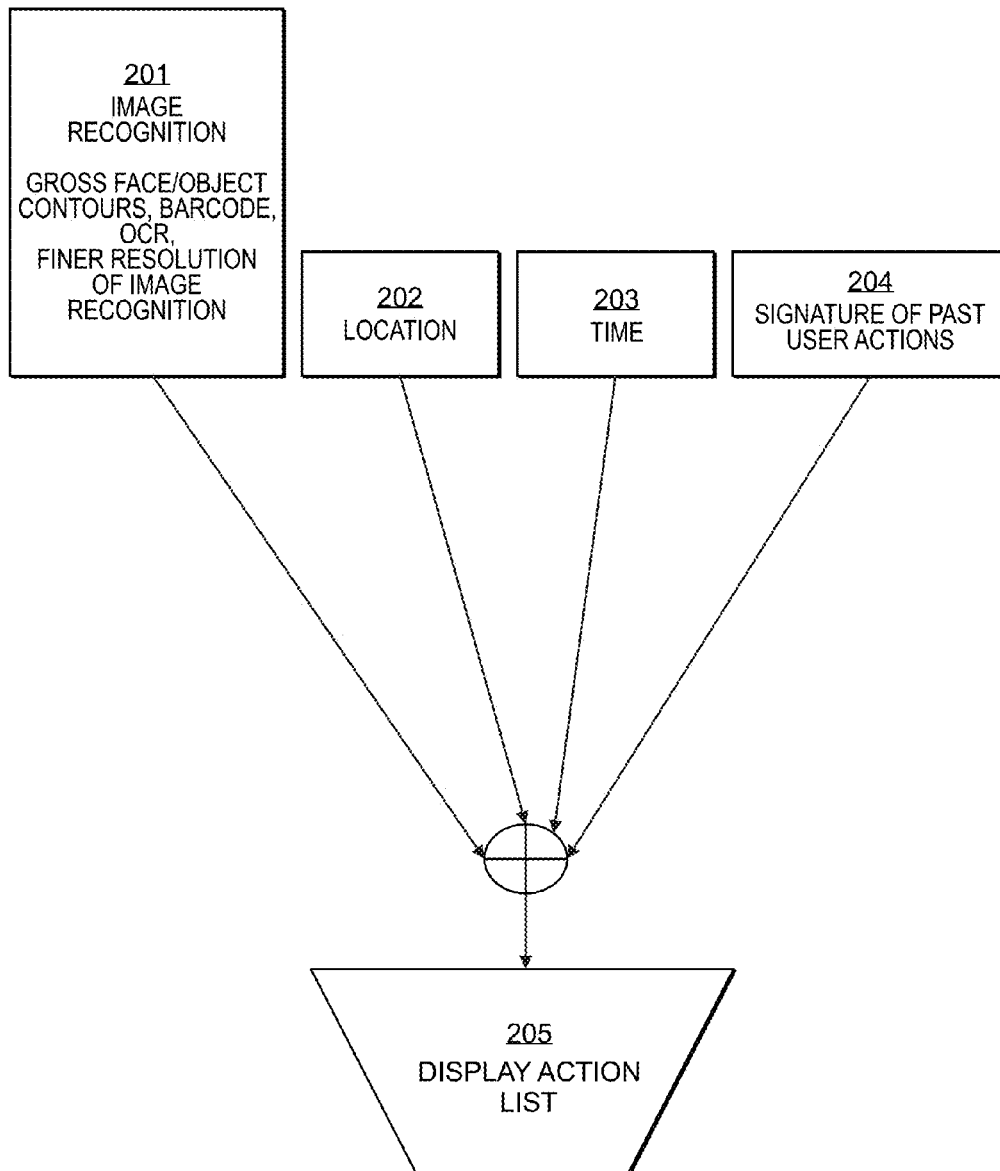 201
IMAGE
RECOGNITION
GROSS FACE/OBJECT
CONTOURS, BARCODE,
OCR,
FINER RESOLUTION
OF IMAGE
RECOGNITION
202
LOCATION
203
TIME
204
SIGNATURE OF PAST
USER ACTIONS
205
DISPLAY ACTION
LIST